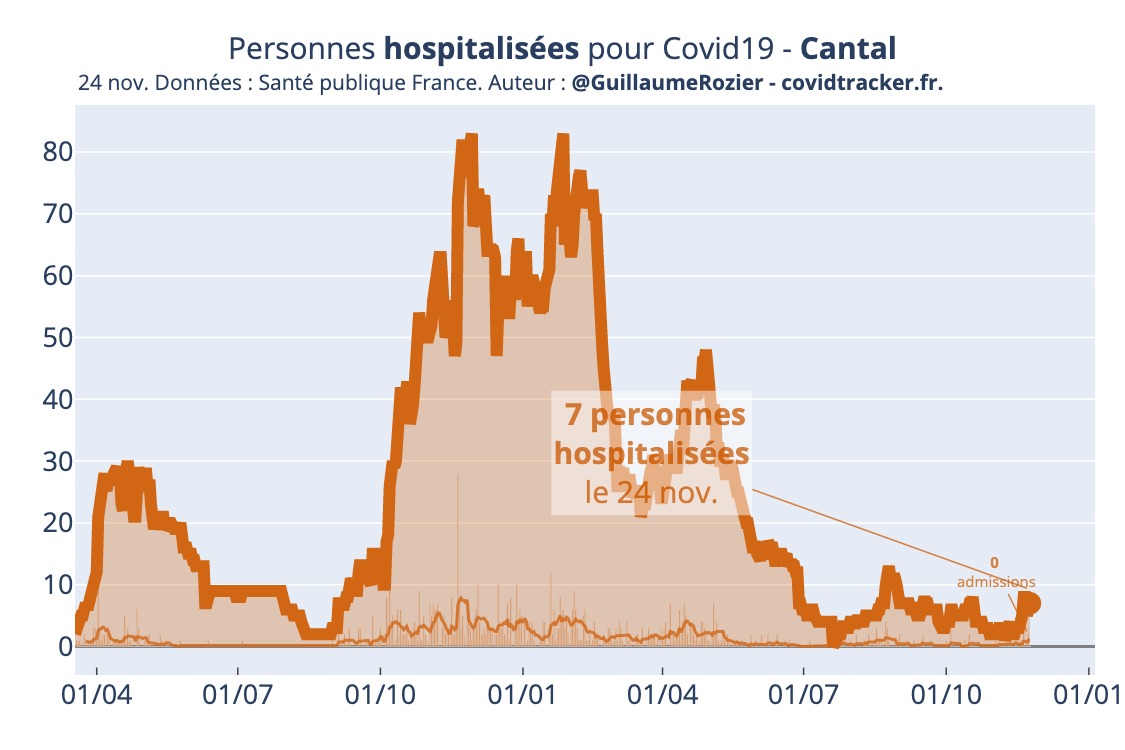 Personnes hospitalisées pour Covid19 - Cantal
24 nov. Données : Santé publique France. Auteur : @GuillaumeRozier - covidtracker.fr.
80
70
60
50
40
30
20
10
0
7 personnes
hospitalisées
le 24 nov.
0
admissions
01/04 01/07 01/10 01/01 01/04 01/07 01/10 01/01